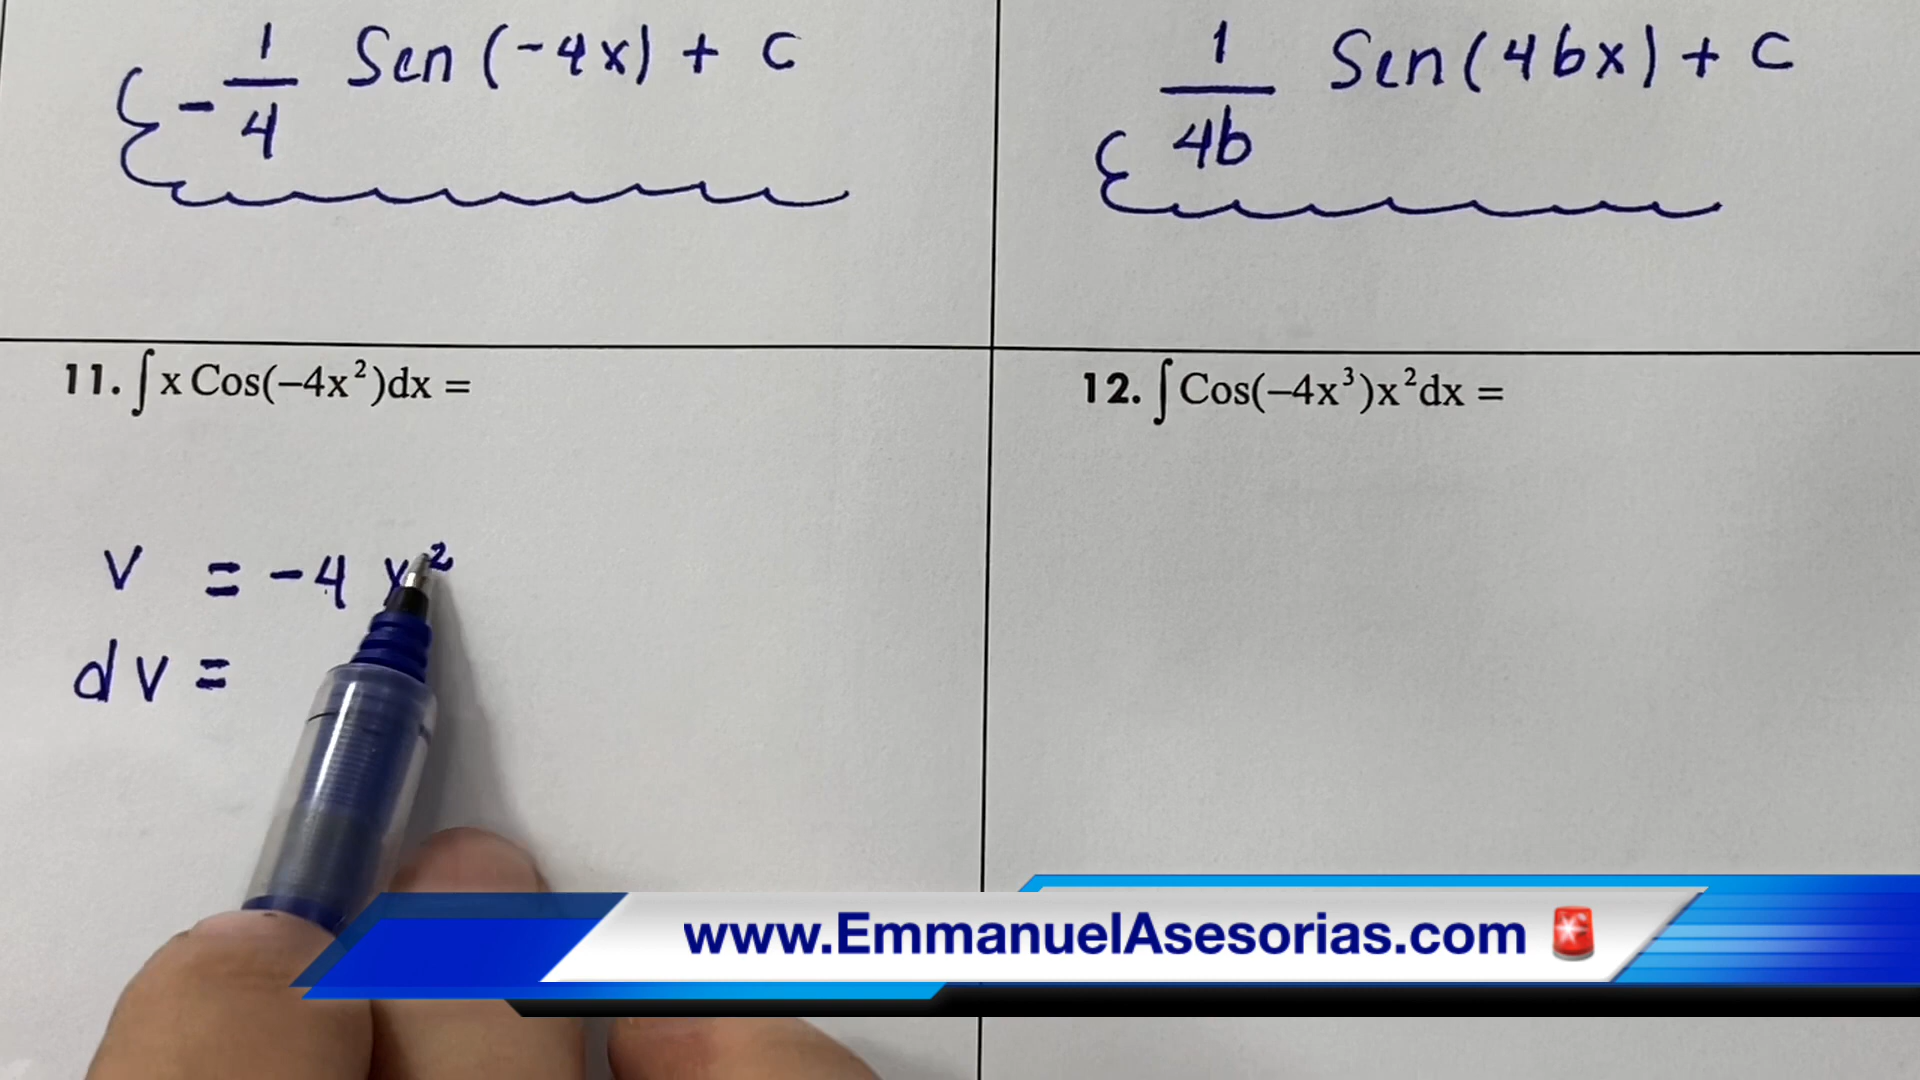 - 1/4 Sen (-4x) + c
1/4b Sen (4bx) + c
11. ∫x Cos(–4x²)dx =
v = -4 x²
dv =
12. ∫Cos(–4x³)x²dx =
www.EmmanuelAsesorias.com